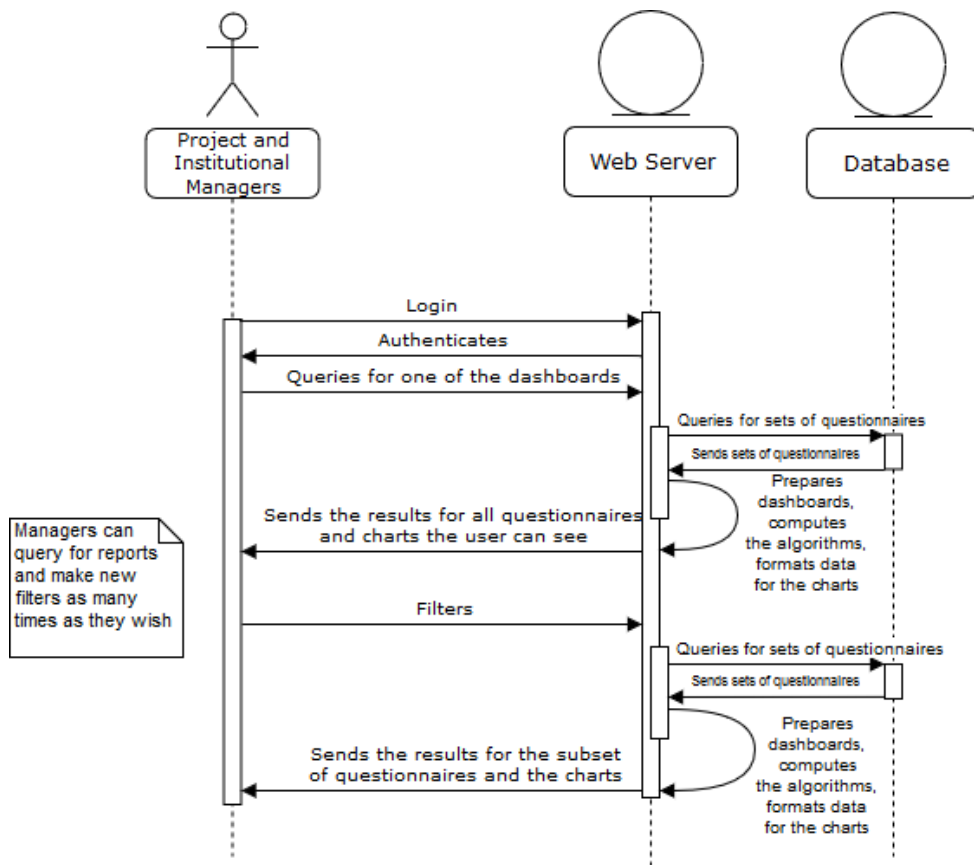 Project and
Institutional
Managers
Web Server
Database
Login
Authenticates
Queries for one of the dashboards
Queries for sets of questionnaires
Sends sets of questionnaires
Prepares
dashboards,
computes
the algorithms,
formats data
for the charts
Sends the results for all questionnaires
and charts the user can see
Managers can
query for reports
and make new
filters as many
times as they wish
Filters
Queries for sets of questionnaires
Sends sets of questionnaires
Prepares
dashboards,
computes
the algorithms,
formats data
for the charts
Sends the results for the subset
of questionnaires and the charts